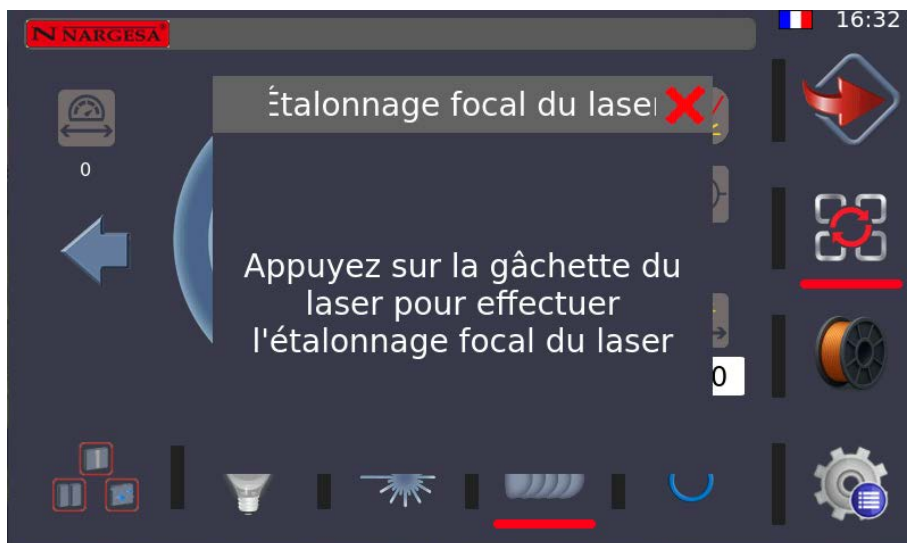 NARGESA
16:32
Étalonnage focal du laser
0
Appuyez sur la gâchette du
laser pour effectuer
l'étalonnage focal du laser
0